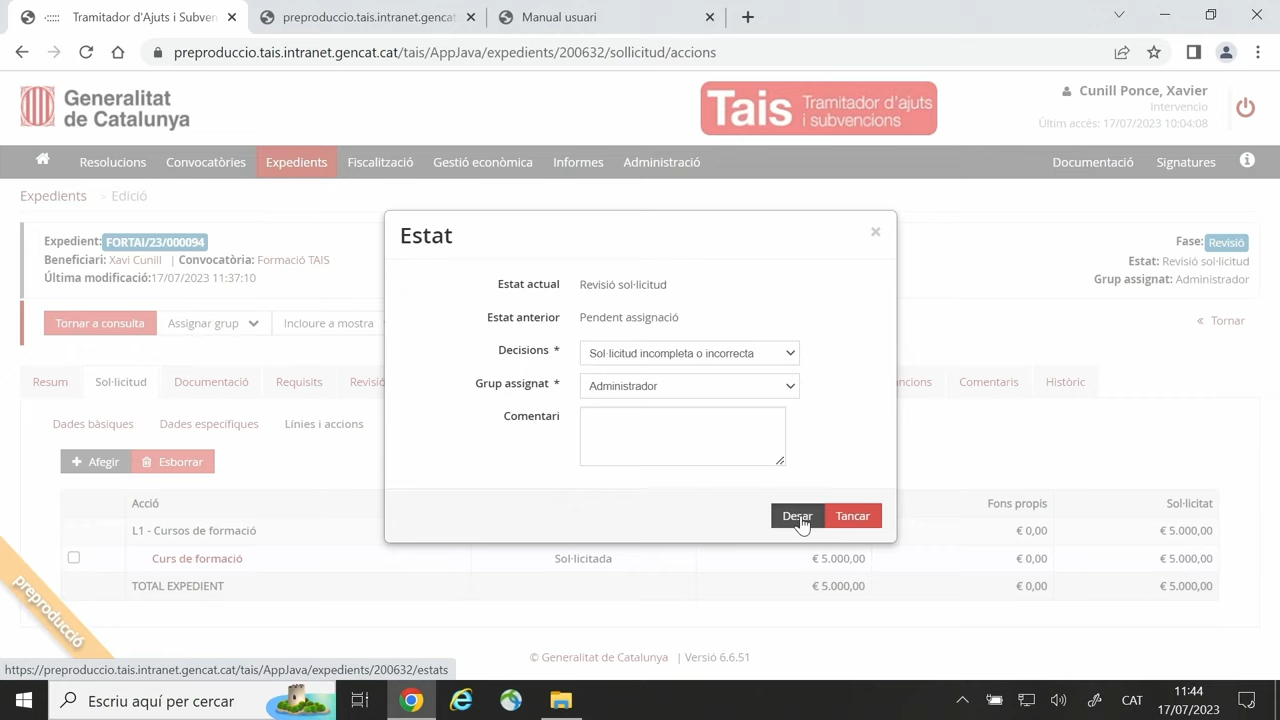 Tramitador d'Ajuts i Subven
preproduccio.tais.intranet.gencat
Manual usuari
preproduccio.tais.intranet.gencat.cat/tais/AppJava/expedients/200632/sollicitud/accions
Generalitat
de Catalunya
Tais Tramitador d'ajuts
i subvencions
Cunill Ponce, Xavier
Intervencio
Últim accés: 17/07/2023 10:04:08
Resolucions Convocatòries Expedients Fiscalització Gestió econòmica Informes Administració Documentació Signatures
Expedients > Edició
Expedient: FORTAI/23/000094
Beneficiari: Xavi Cunill | Convocatòria: Formació TAIS
Última modificació:17/07/2023 11:37:10
Fase: Revisió
Estat: Revisió sol·licitud
Grup assignat: Administrador
Tornar a consulta Assignar grup Incloure a mostra « Tornar
Resum Sol·licitud Documentació Requisits Revisió ancions Comentaris Històric
Dades bàsiques Dades específiques Línies i accions
+ Afegir Esborrar
Acció Fons propis Sol·licitat
L1 - Cursos de formació € 0,00 € 5.000,00
Curs de formació Sol·licitada € 5.000,00 € 0,00 € 5.000,00
TOTAL EXPEDIENT € 5.000,00 € 0,00 € 5.000,00
Estat ×
Estat actual Revisió sol·licitud
Estat anterior Pendent assignació
Decisions * Sol·licitud incompleta o incorrecta
Grup assignat * Administrador
Comentari
Desar Tancar
preproducció
© Generalitat de Catalunya | Versió 6.6.51
https://preproduccio.tais.intranet.gencat.cat/tais/AppJava/expedients/200632/estats
Escriu aquí per cercar
CAT
11:44
17/07/2023